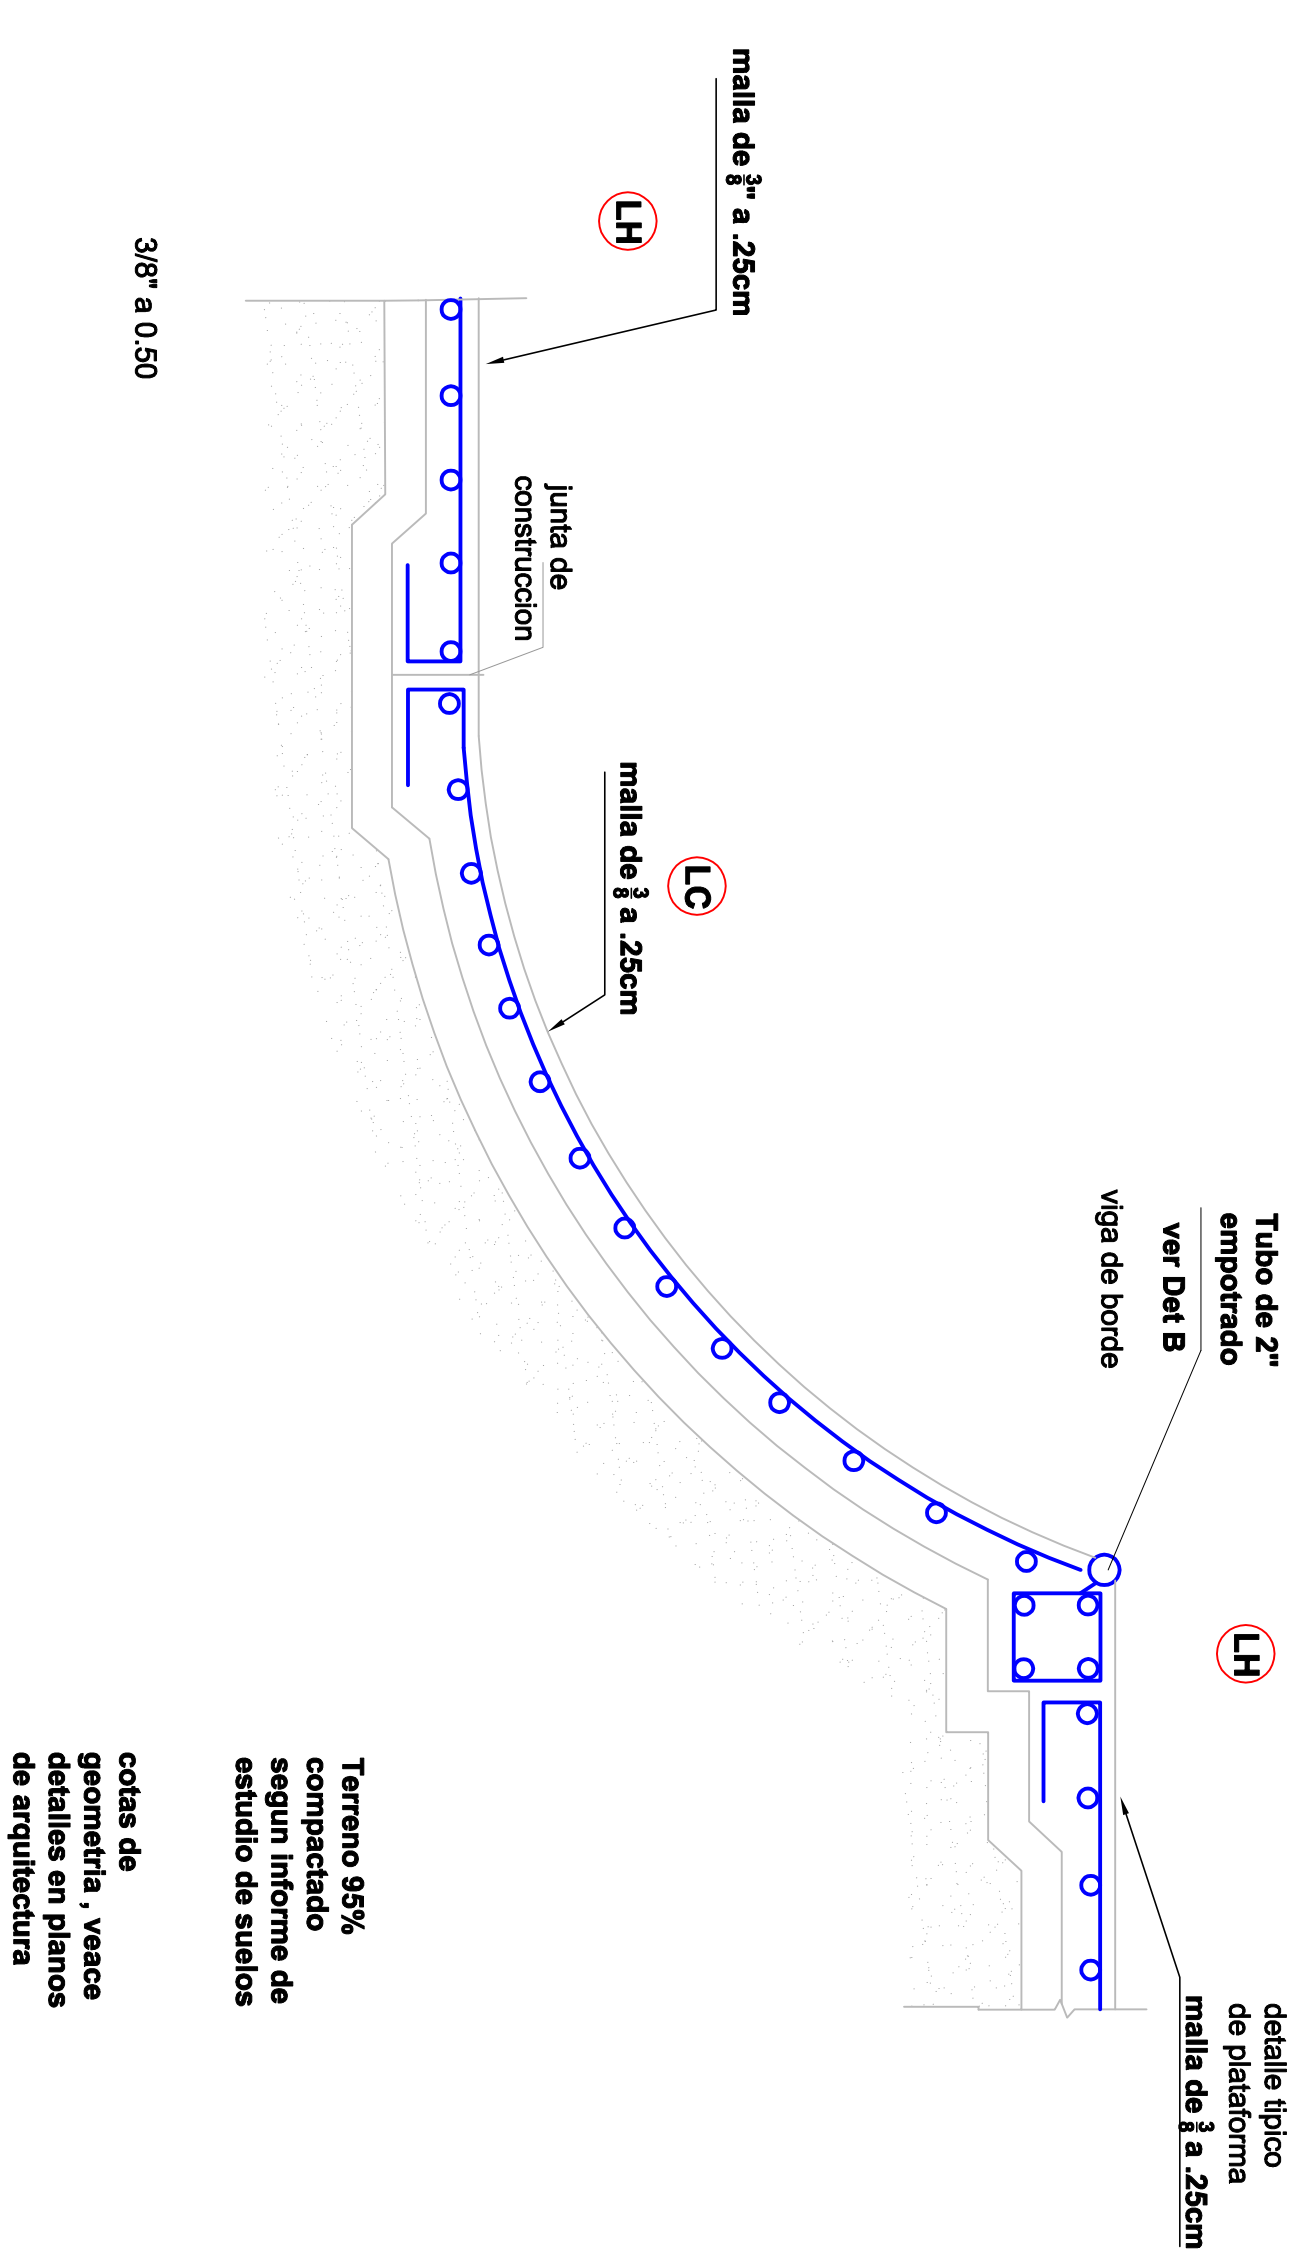 malla de 3/8" a .25cm
LH
3/8" a 0.50
junta de
construccion
LC
malla de 3/8 a .25cm
Tubo de 2"
empotrado
ver Det B
viga de borde
LH
detalle tipico
de plataforma
malla de 3/8 a .25cm
Terreno 95%
compactado
segun informe de
estudio de suelos
cotas de
geometria , veace
detalles en planos
de arquitectura